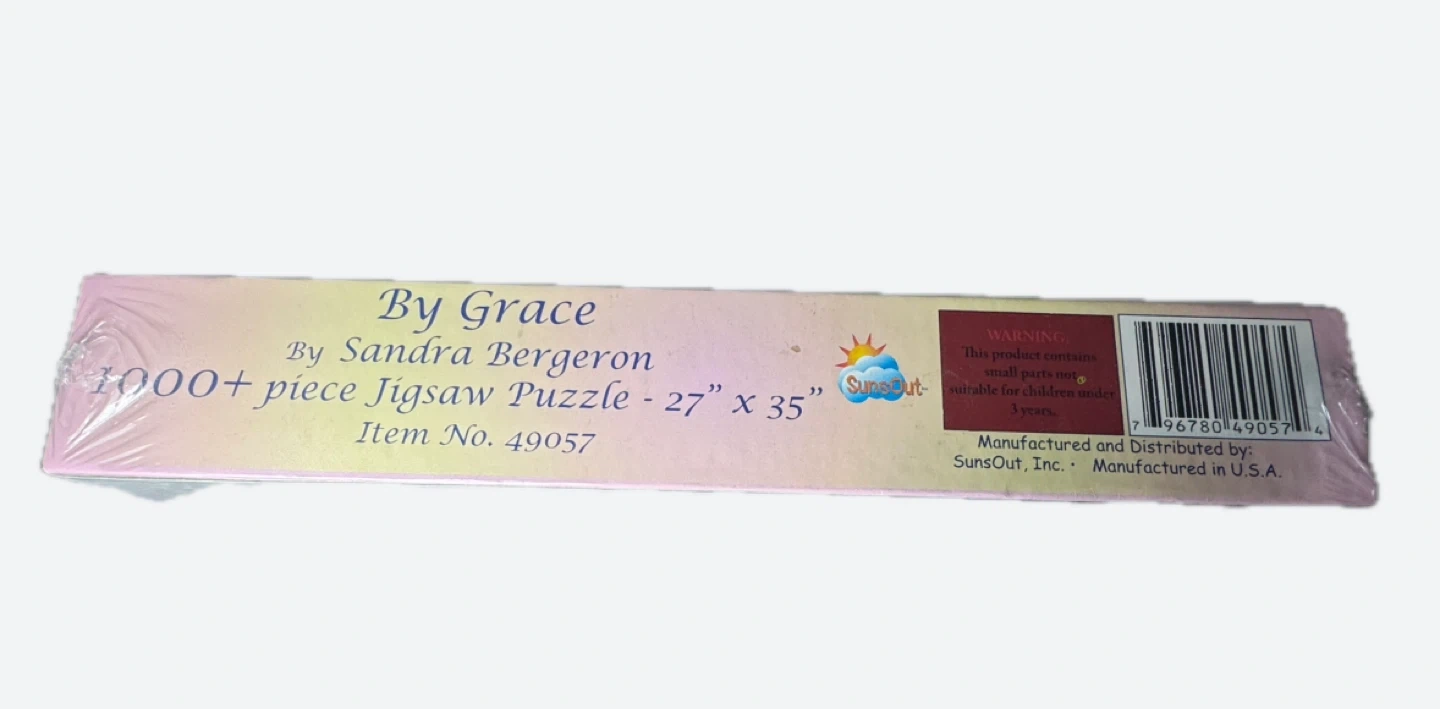 By Grace
By Sandra Bergeron
1000+ piece Jigsaw Puzzle - 27" x 35"
Item No. 49057
SunsOut
WARNING:
This product contains
small parts not
suitable for children under
3 years.
7 96780 49057 4
Manufactured and Distributed by:
SunsOut, Inc. · Manufactured in U.S.A.